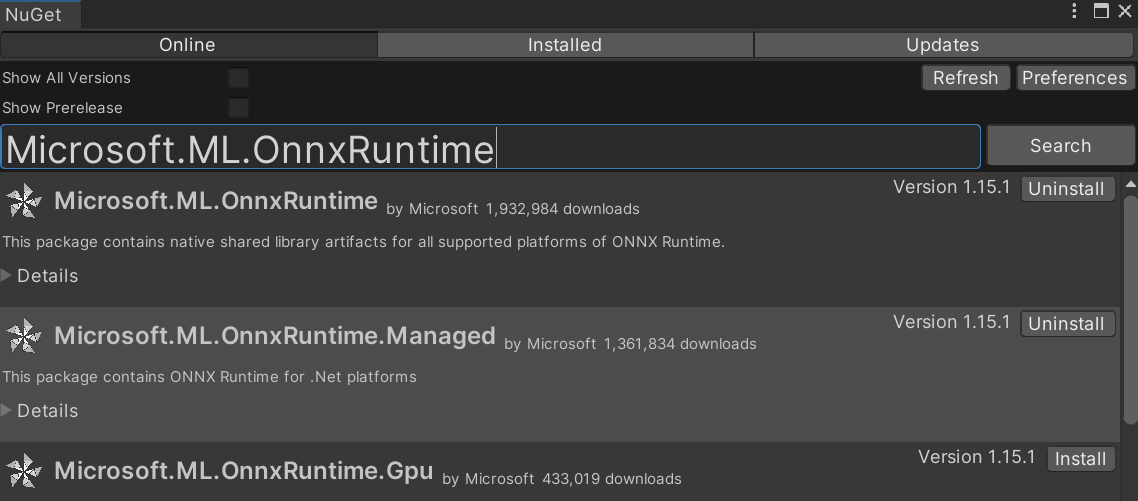 NuGet
Online Installed Updates
Show All Versions Refresh Preferences
Show Prerelease
Microsoft.ML.OnnxRuntime Search
Microsoft.ML.OnnxRuntime by Microsoft 1,932,984 downloads Version 1.15.1 Uninstall
This package contains native shared library artifacts for all supported platforms of ONNX Runtime.
Details
Microsoft.ML.OnnxRuntime.Managed by Microsoft 1,361,834 downloads Version 1.15.1 Uninstall
This package contains ONNX Runtime for .Net platforms
Details
Microsoft.ML.OnnxRuntime.Gpu by Microsoft 433,019 downloads Version 1.15.1 Install